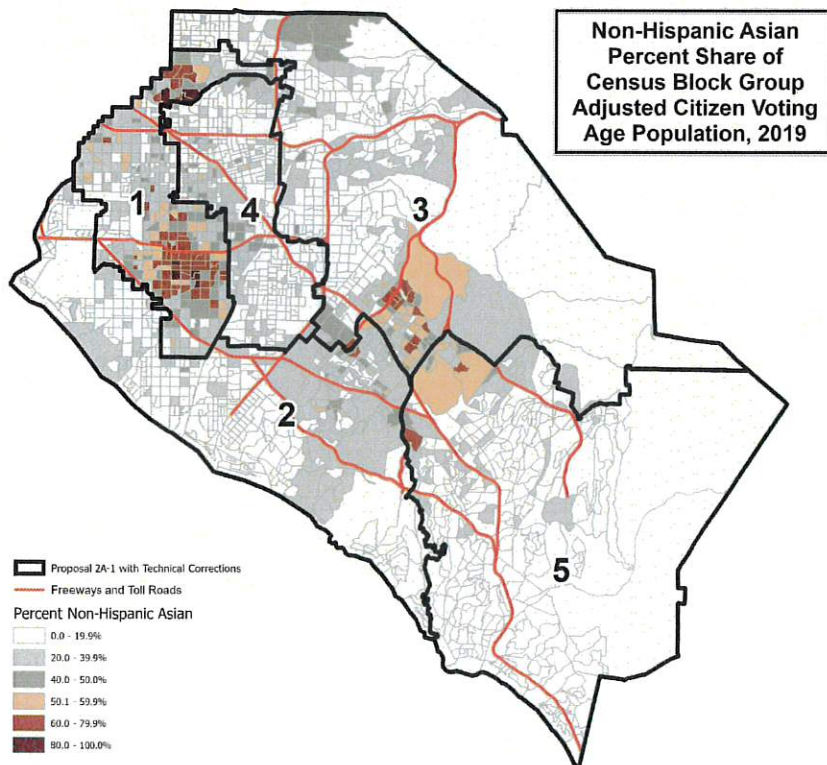 Non-Hispanic Asian
Percent Share of
Census Block Group
Adjusted Citizen Voting
Age Population, 2019
1
4
3
2
5
Proposal 2A-1 with Technical Corrections
Freeways and Toll Roads
Percent Non-Hispanic Asian
0.0 - 19.9%
20.0 - 39.9%
40.0 - 50.0%
50.1 - 59.9%
60.0 - 79.9%
80.0 - 100.0%